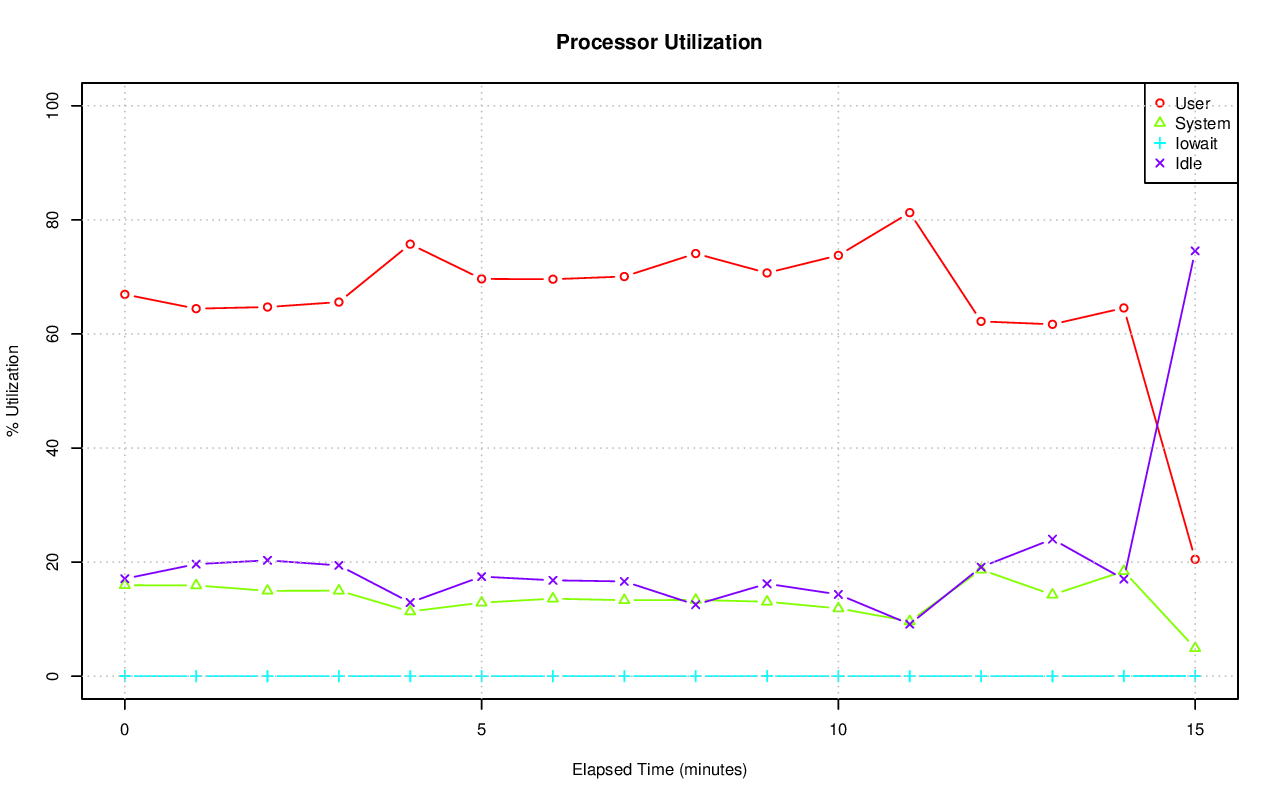 Processor Utilization
% Utilization
100
80
60
40
20
0
User
System
Iowait
Idle
0 5 10 15
Elapsed Time (minutes)